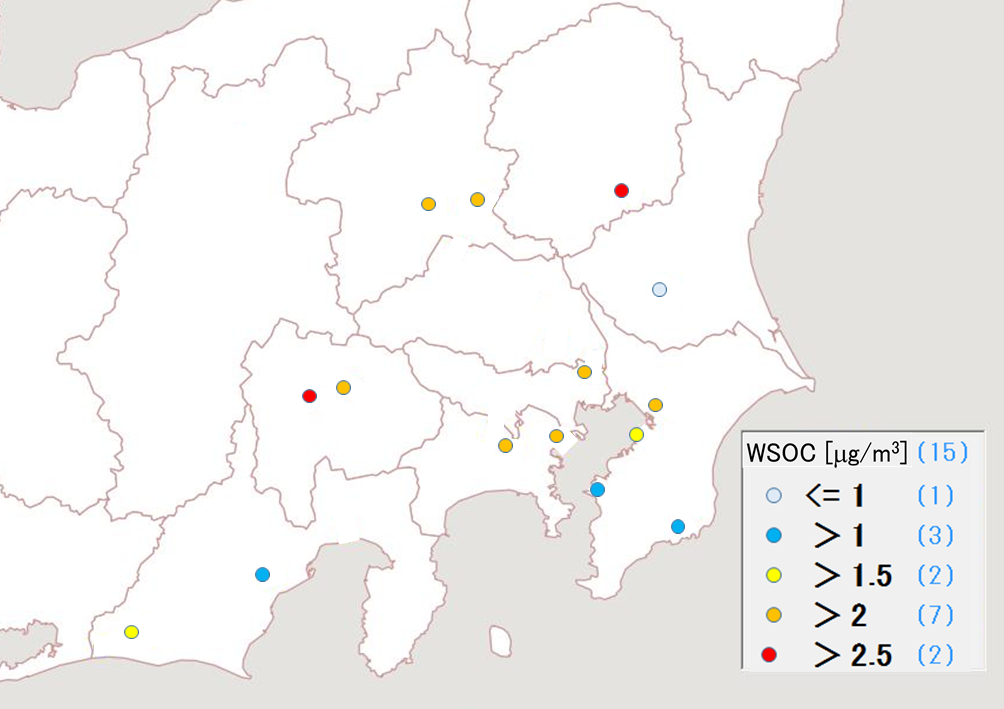 WSOC [μg/m³] (15)
<= 1 (1)
> 1 (3)
> 1.5 (2)
> 2 (7)
> 2.5 (2)